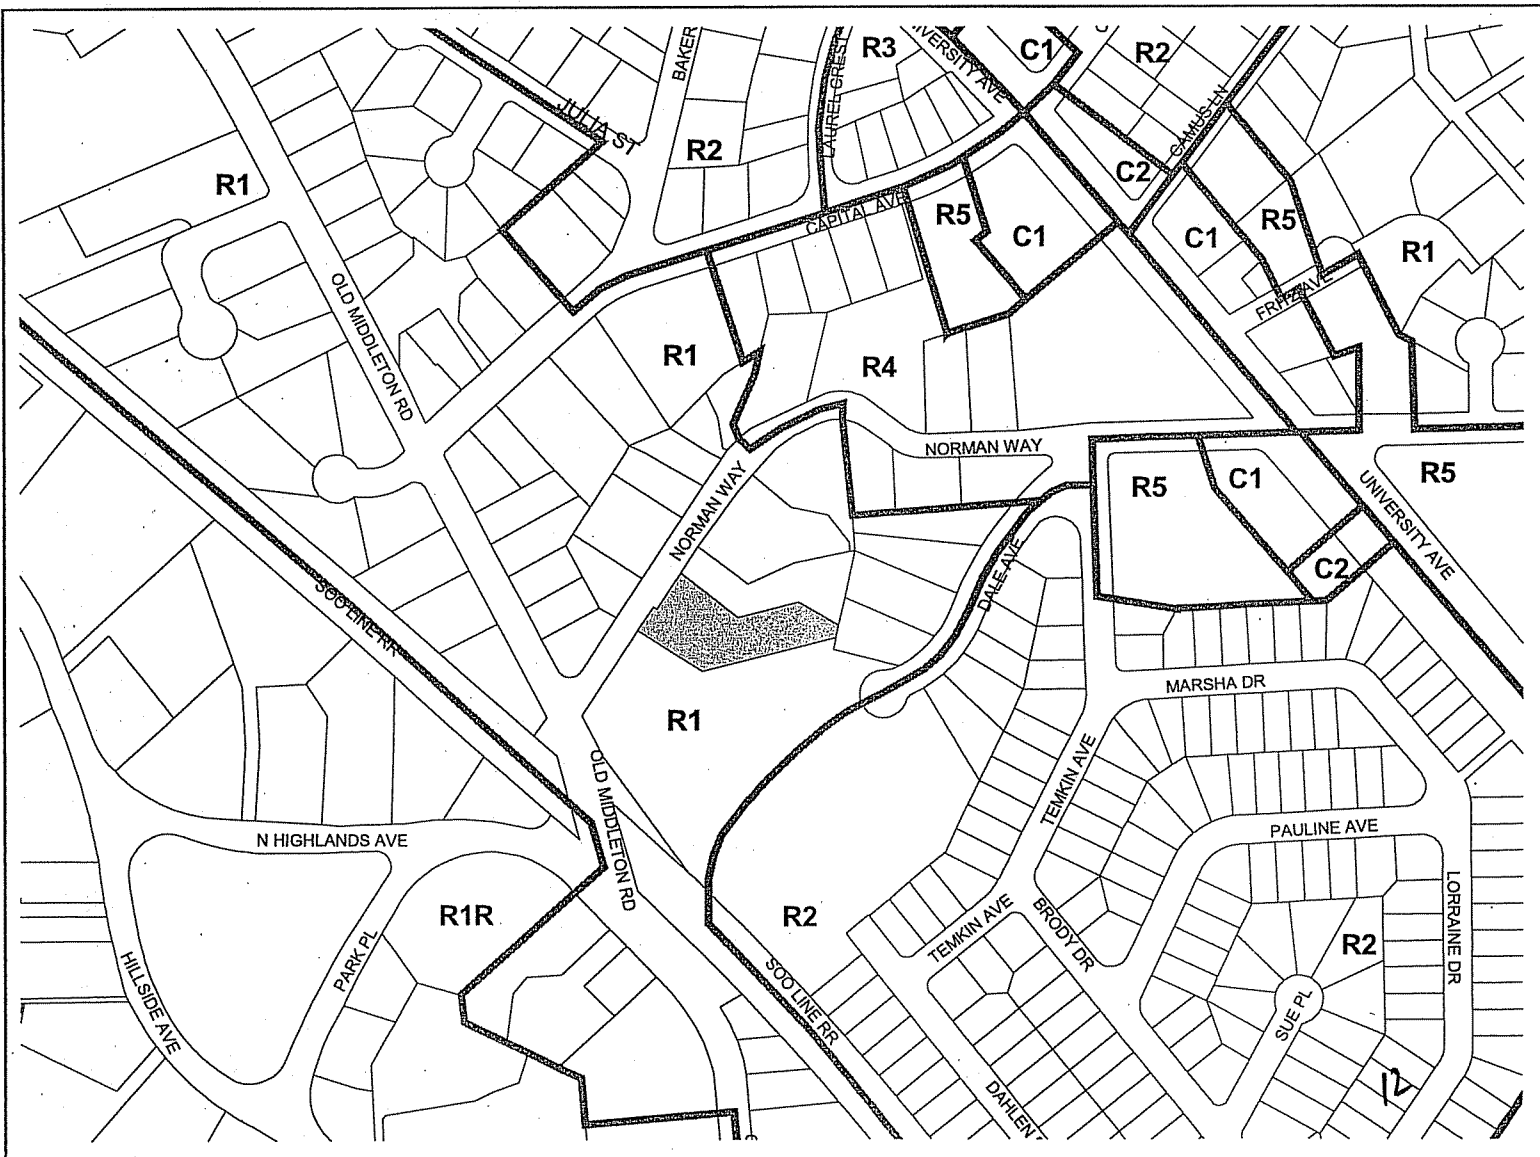 R3
UNIVERSITY AVE
C1
R2
BAKER
LAUREL CREST
JULIA ST
R2
CAMUS LN
C2
R1
CAPITAL AVE
R5
C1
C1
R5
R1
FRITZ AVE
OLD MIDDLETON RD
R1
R4
NORMAN WAY
R5
C1
R5
UNIVERSITY AVE
NORMAN WAY
C2
DALE AVE
SOO LINE RR
MARSHA DR
R1
OLD MIDDLETON RD
TEMKIN AVE
PAULINE AVE
N HIGHLANDS AVE
LORRAINE DR
R1R
R2
TEMKIN AVE
BRODY DR
R2
PARK PL
HILLSIDE AVE
SOO LINE RR
SUE PL
DAHLEN
12